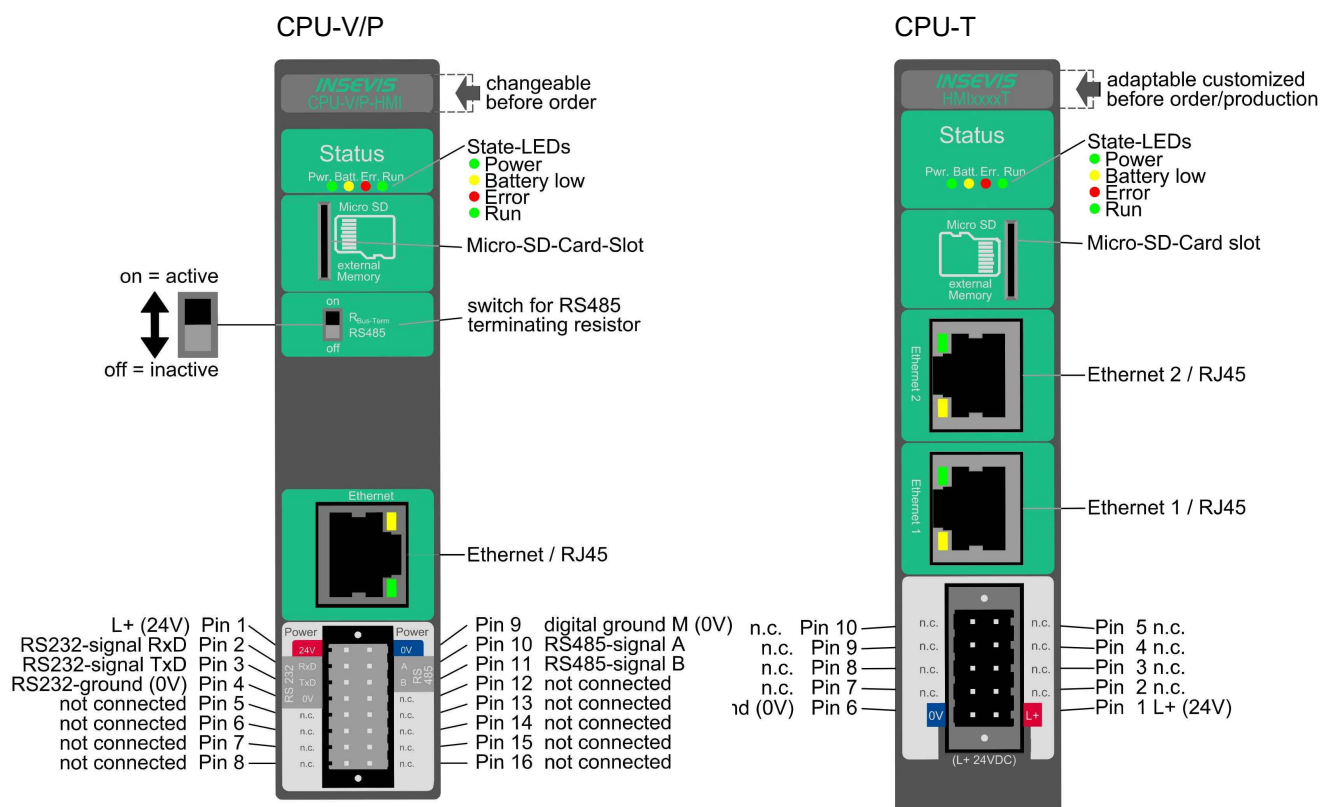 CPU-V/P
INSEVIS
CPU-V/P-HMI
changeable
before order
Status
Pwr. Batt. Err. Run
State-LEDs
Power
Battery low
Error
Run
Micro SD
external
Memory
Micro-SD-Card-Slot
on = active
off = inactive
on
RBus-Term
RS485
off
switch for RS485
terminating resistor
Ethernet
Ethernet / RJ45
L+ (24V) Pin 1
RS232-signal RxD Pin 2
RS232-signal TxD Pin 3
RS232-ground (0V) Pin 4
not connected Pin 5
not connected Pin 6
not connected Pin 7
not connected Pin 8
Power
24V
RS 232
RxD
TxD
0V
n.c.
n.c.
n.c.
n.c.
Power
0V
A
B
RS
485
n.c.
n.c.
n.c.
n.c.
n.c.
Pin 9 digital ground M (0V)
Pin 10 RS485-signal A
Pin 11 RS485-signal B
Pin 12 not connected
Pin 13 not connected
Pin 14 not connected
Pin 15 not connected
Pin 16 not connected
CPU-T
INSEVIS
HMIxxxxT
adaptable customized
before order/production
Status
Pwr. Batt. Err. Run
State-LEDs
Power
Battery low
Error
Run
Micro SD
external
Memory
Micro-SD-Card slot
Ethernet 2
Ethernet 2 / RJ45
Ethernet 1
Ethernet 1 / RJ45
n.c. Pin 10
n.c. Pin 9
n.c. Pin 8
n.c. Pin 7
(0V) Pin 6
n.c.
n.c.
n.c.
n.c.
0V
n.c.
n.c.
n.c.
n.c.
L+
(L+ 24VDC)
Pin 5 n.c.
Pin 4 n.c.
Pin 3 n.c.
Pin 2 n.c.
Pin 1 L+ (24V)